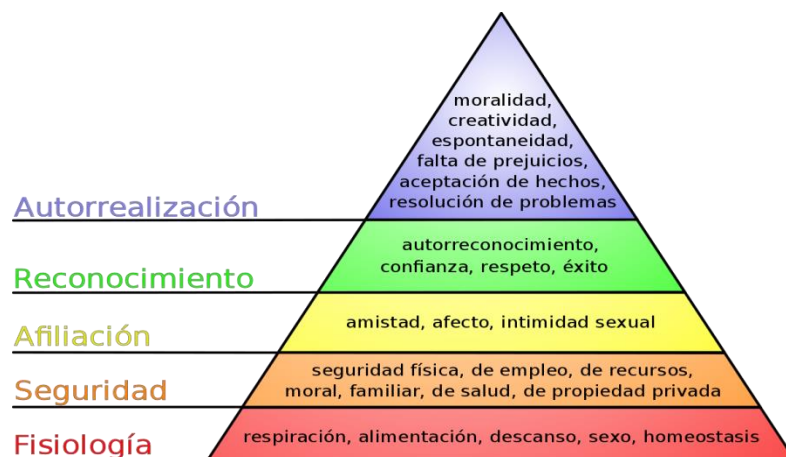 moralidad,
creatividad,
espontaneidad,
falta de prejuicios,
aceptación de hechos,
resolución de problemas
Autorrealización
autorreconocimiento,
confianza, respeto, éxito
Reconocimiento
amistad, afecto, intimidad sexual
Afiliación
seguridad física, de empleo, de recursos,
moral, familiar, de salud, de propiedad privada
Seguridad
respiración, alimentación, descanso, sexo, homeostasis
Fisiología